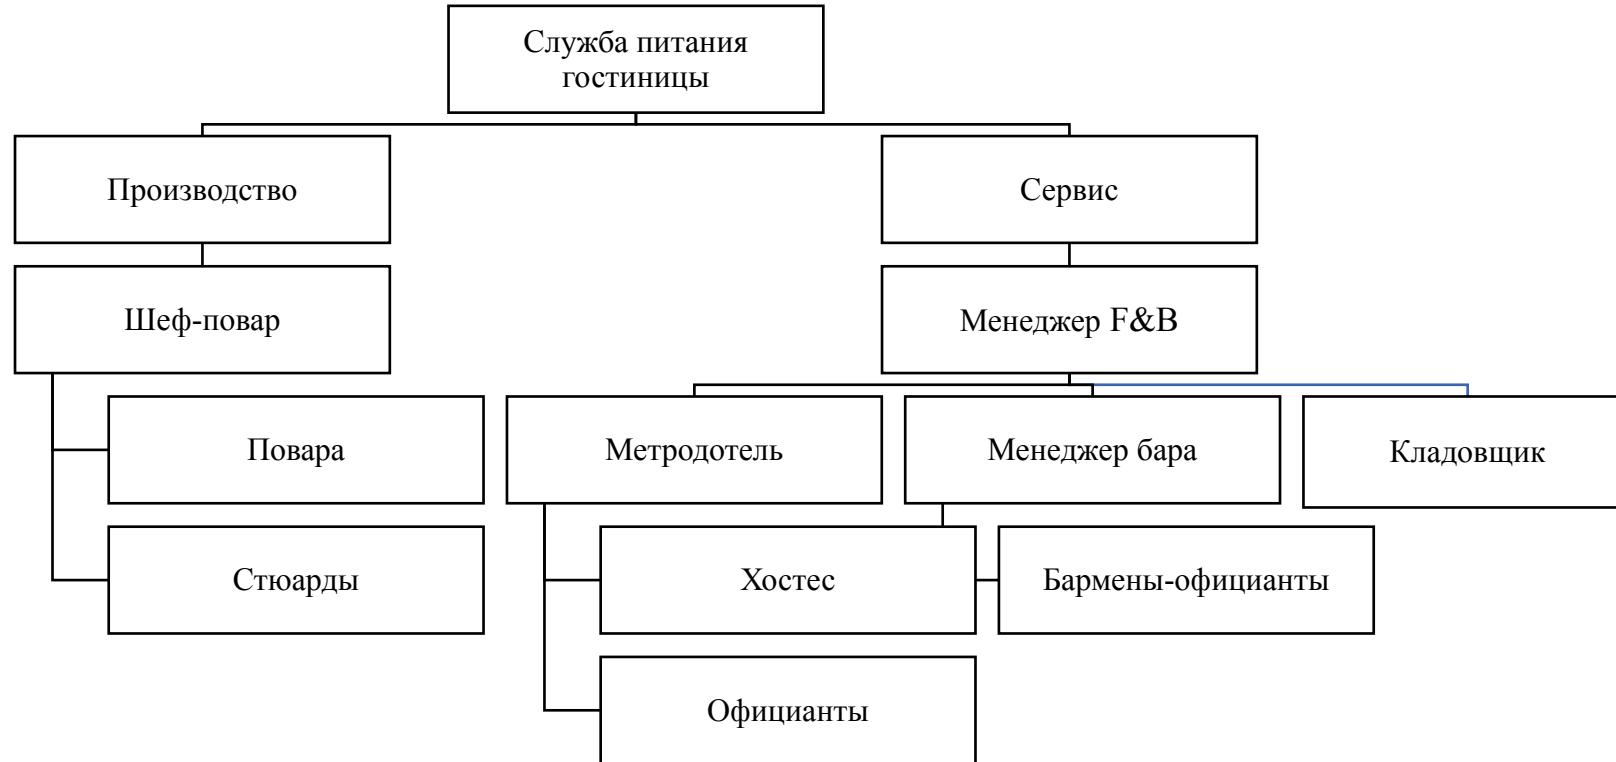 Служба питания
гостиницы
Производство
Сервис
Шеф-повар
Менеджер F&B
Повара
Метродотель
Менеджер бара
Кладовщик
Стюарды
Хостес
Бармены-официанты
Официанты